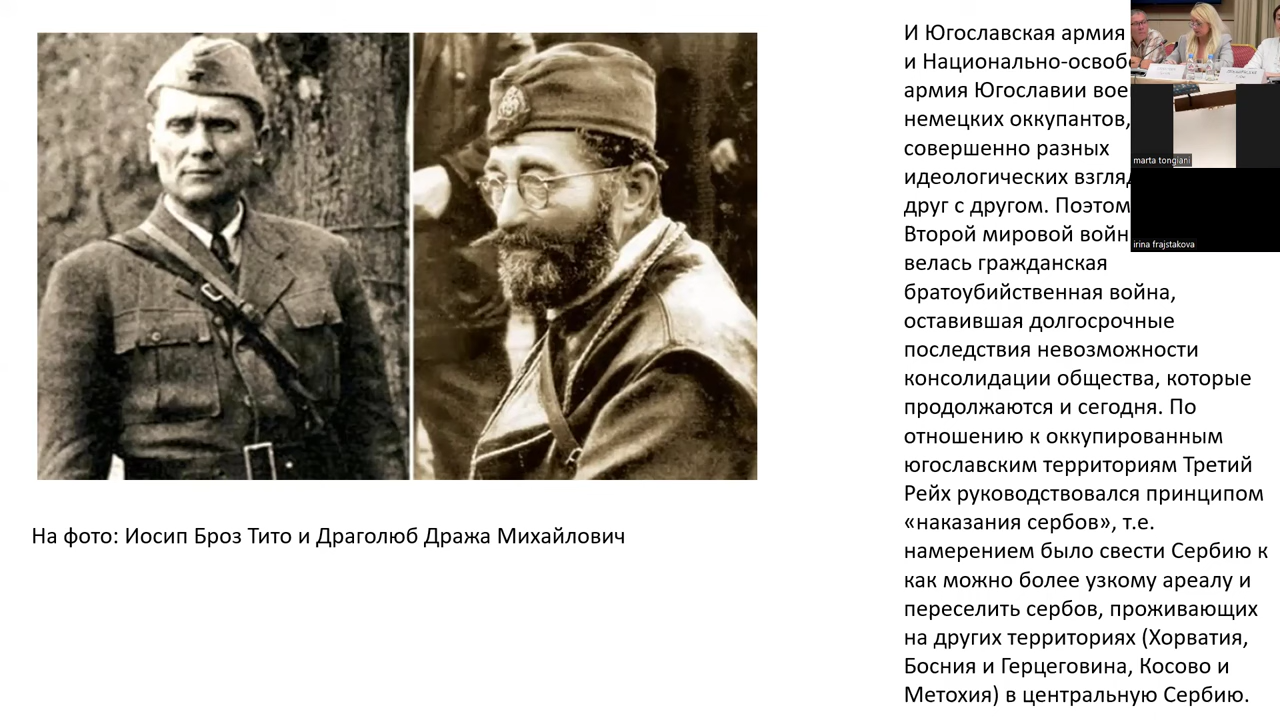 И Югославская армия
и Национально-освоб
армия Югославии вое
немецких оккупантов,
совершенно разных
идеологических взгляд
друг с другом. Поэтом
Второй мировой войн
велась гражданская
братоубийственная война,
оставившая долгосрочные
последствия невозможности
консолидации общества, которые
продолжаются и сегодня. По
отношению к оккупированным
югославским территориям Третий
Рейх руководствовался принципом
«наказания сербов», т.е.
намерением было свести Сербию к
как можно более узкому ареалу и
переселить сербов, проживающих
на других территориях (Хорватия,
Босния и Герцеговина, Косово и
Метохия) в центральную Сербию.
На фото: Иосип Броз Тито и Драголюб Дража Михайлович
marta tongiani
irina frajstakova